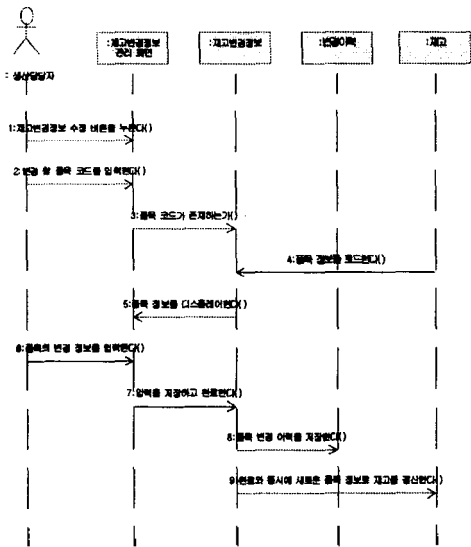 :재고변경정보
관리 화면
:재고변경정보
:변경이력
:재고
: 생산담당자
1:재고변경정보 수정 버튼을 누른다()
2:변경 할 품목 코드를 입력한다()
3:품목 코드가 존재하는가()
4:품목 정보를 로드한다()
5:품목 정보를 디스플레이한다()
6:품목의 변경 정보를 입력한다()
7:입력을 저장하고 완료한다()
8:품목 변경 이력을 저장한다()
9:완료와 동시에 새로운 품목 정보로 재고를 갱신한다()